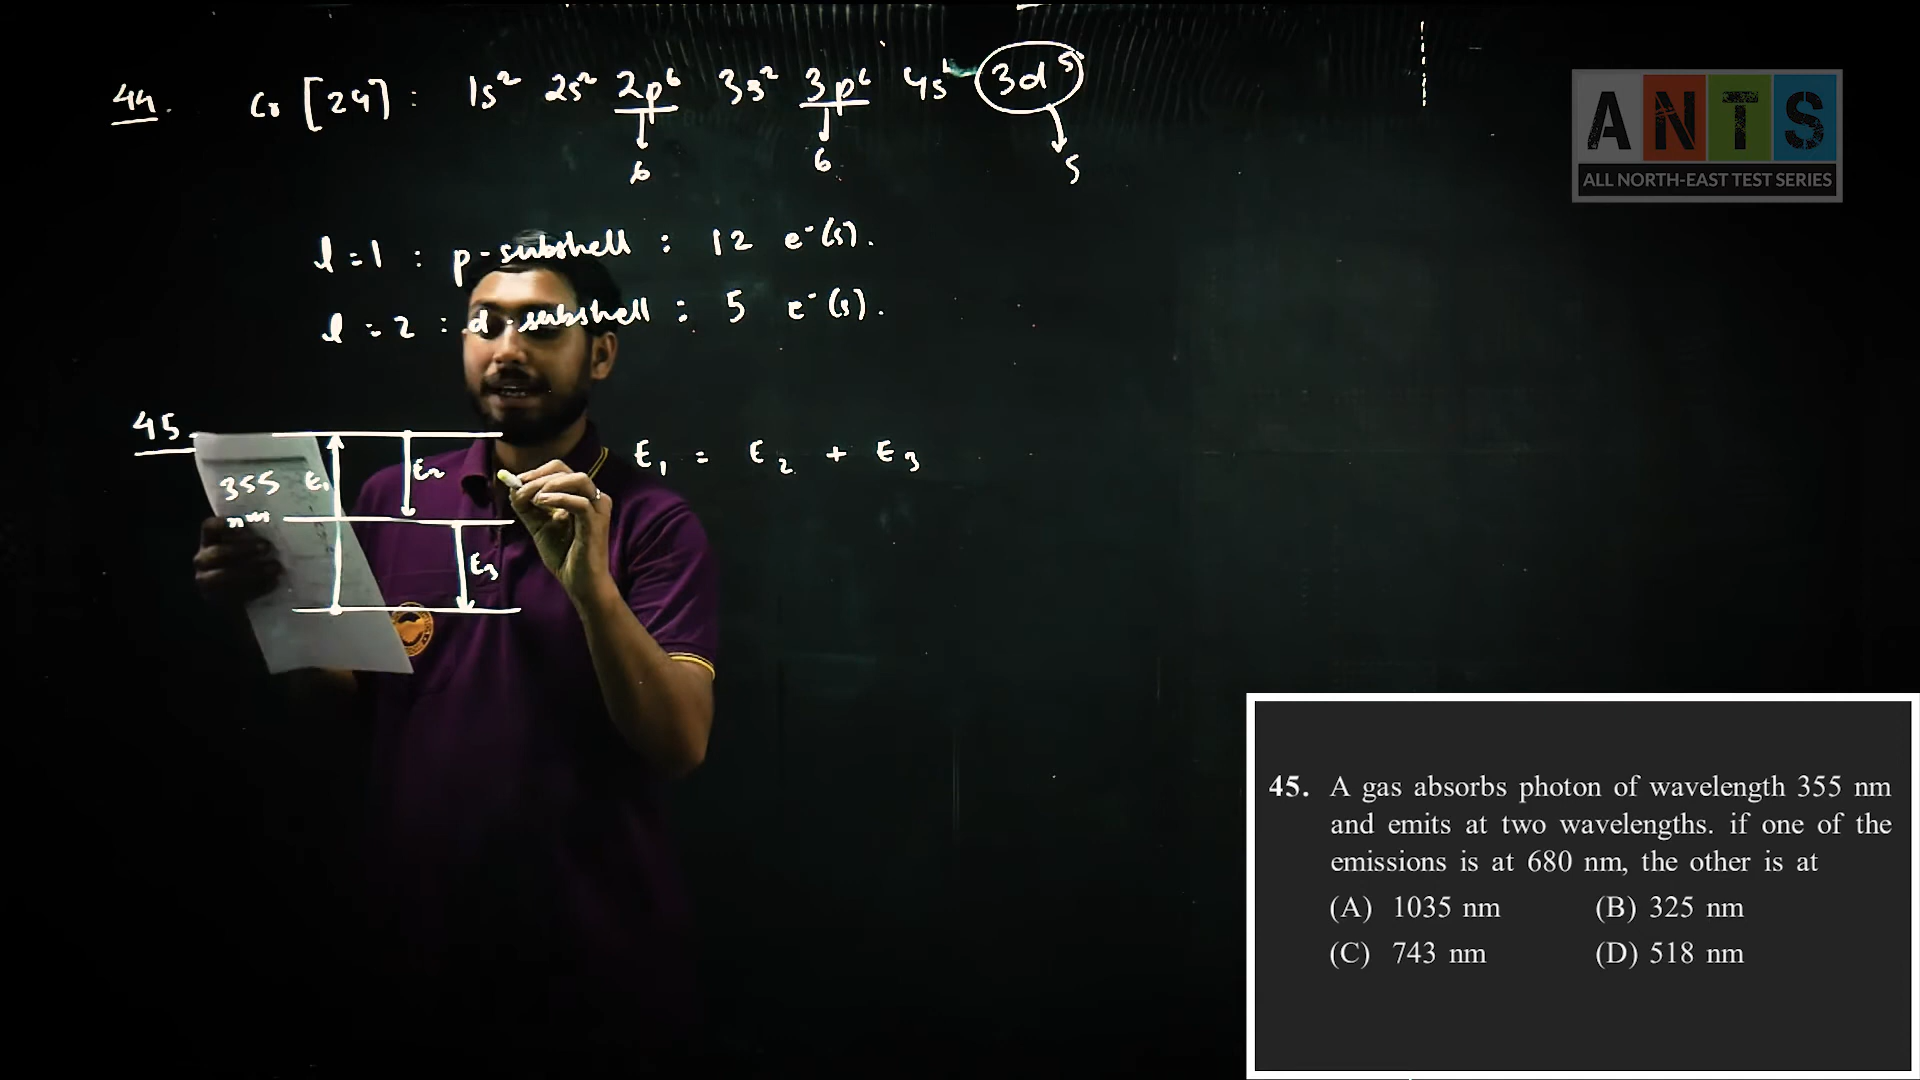 44. Cr [24] : 1s² 2s² 2p⁶ 3s² 3p⁶ 4s¹ 3d⁵
6 6 5
l = 1 : p-subshell : 12 e⁻(s).
l = 2 : d-subshell : 5 e⁻(s).
45
355 nm E₁ E₂ E₃
E₁ = E₂ + E₃
ANTS
ALL NORTH-EAST TEST SERIES
45. A gas absorbs photon of wavelength 355 nm
and emits at two wavelengths. if one of the
emissions is at 680 nm, the other is at
(A) 1035 nm (B) 325 nm
(C) 743 nm (D) 518 nm